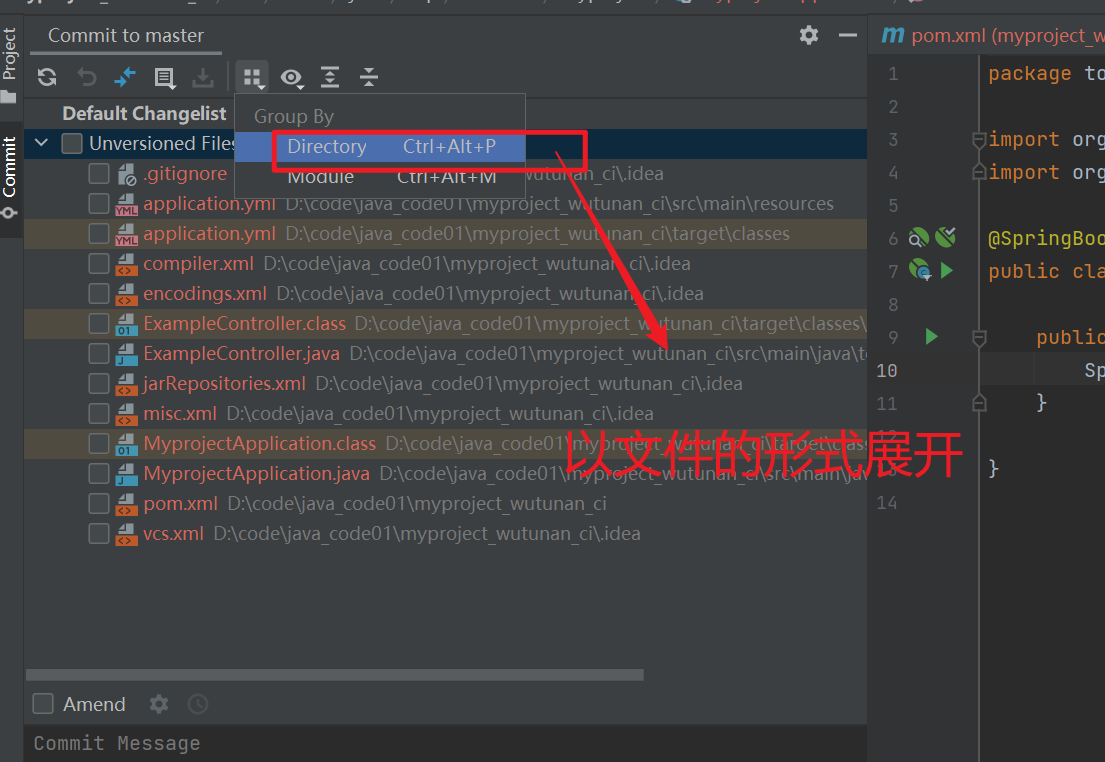 Commit to master
Project
Commit
Default Changelist
Group By
Directory Ctrl+Alt+P
Module Ctrl+Alt+M
Unversioned Files
.gitignore wutunan_ci\.idea
application.yml D:\code\java_code01\myproject_wutunan_ci\src\main\resources
application.yml D:\code\java_code01\myproject_wutunan_ci\target\classes
compiler.xml D:\code\java_code01\myproject_wutunan_ci\.idea
encodings.xml D:\code\java_code01\myproject_wutunan_ci\.idea
ExampleController.class D:\code\java_code01\myproject_wutunan_ci\target\classes\
ExampleController.java D:\code\java_code01\myproject_wutunan_ci\src\main\java\to
jarRepositories.xml D:\code\java_code01\myproject_wutunan_ci\.idea
misc.xml D:\code\java_code01\myproject_wutunan_ci\.idea
MyprojectApplication.class D:\code\java_code01\myproject_wutunan_ci\target\class
MyprojectApplication.java D:\code\java_code01\myproject_wutunan_ci\src\main\jav
pom.xml D:\code\java_code01\myproject_wutunan_ci
vcs.xml D:\code\java_code01\myproject_wutunan_ci\.idea
以文件的形式展开
Amend
Commit Message
m pom.xml (myproject_w
1 package to
2
3 import org
4 import org
5
6 @SpringBoo
7 public cla
8
9 public
10 Sp
11 }
12
}
14